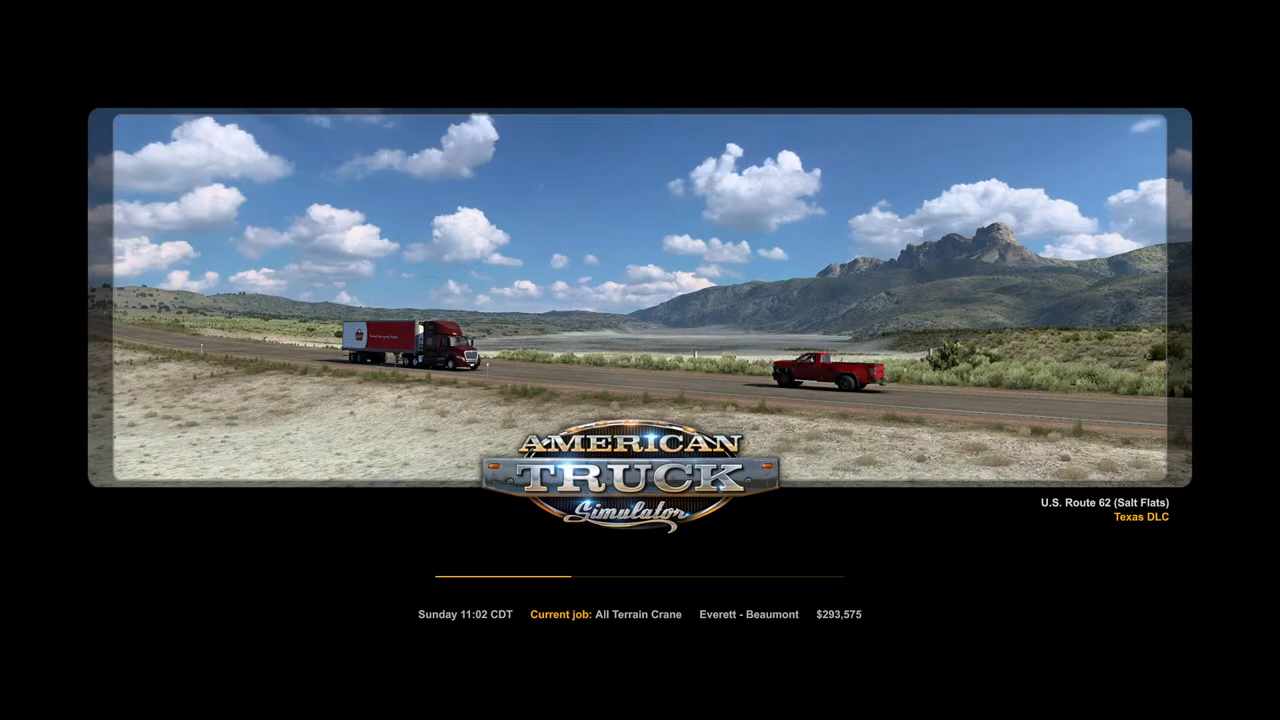 AMERICAN
TRUCK
Simulator
U.S. Route 62 (Salt Flats)
Texas DLC
Sunday 11:02 CDT Current job: All Terrain Crane Everett - Beaumont $293,575